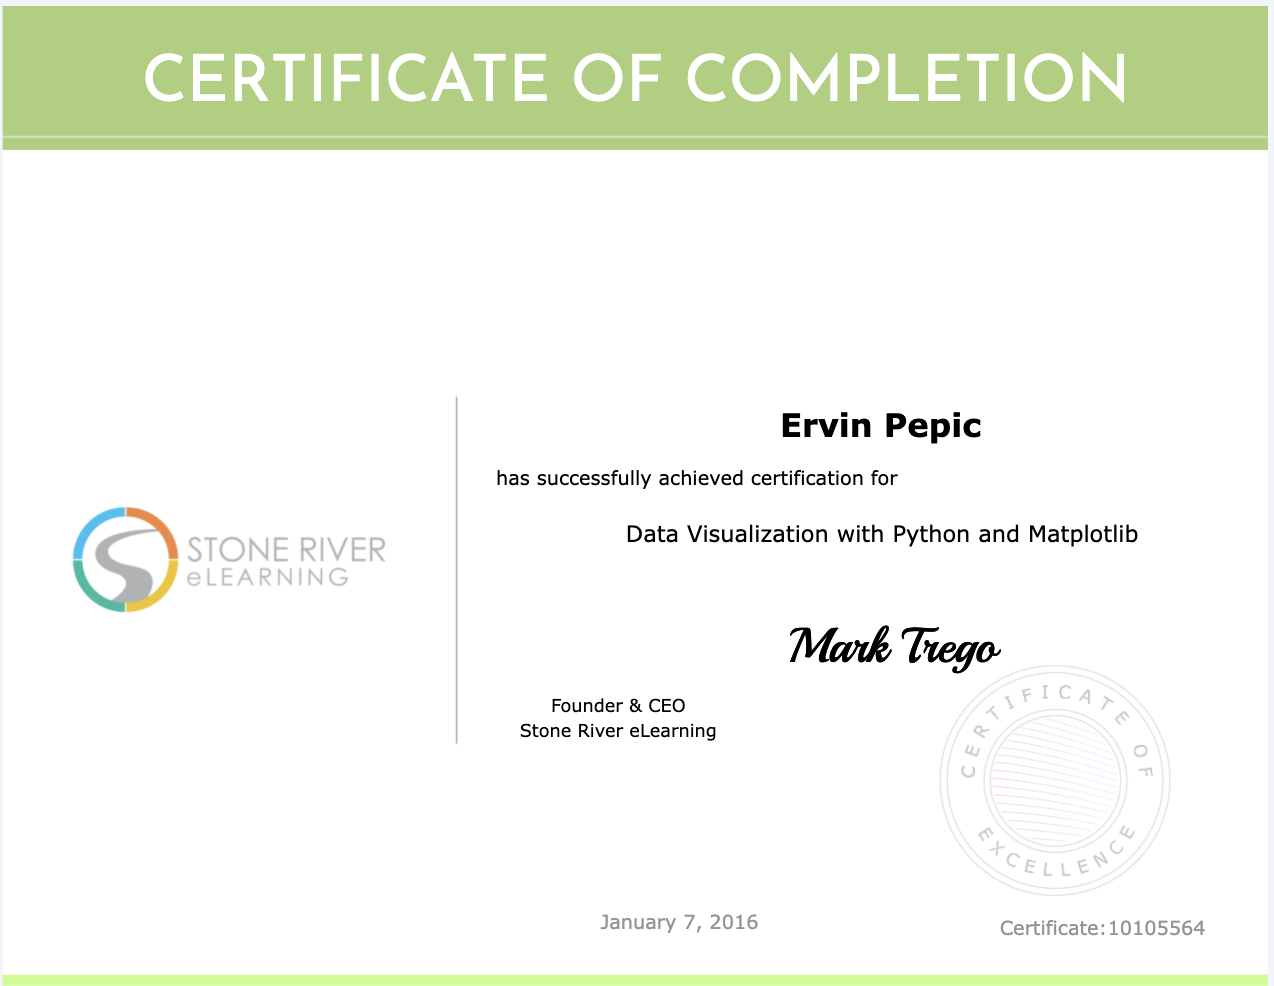 CERTIFICATE OF COMPLETION
STONE RIVER
eLEARNING
Ervin Pepic
has successfully achieved certification for
Data Visualization with Python and Matplotlib
Mark Trego
Founder & CEO
Stone River eLearning
CERTIFICATE OF
EXCELLENCE
January 7, 2016
Certificate:10105564